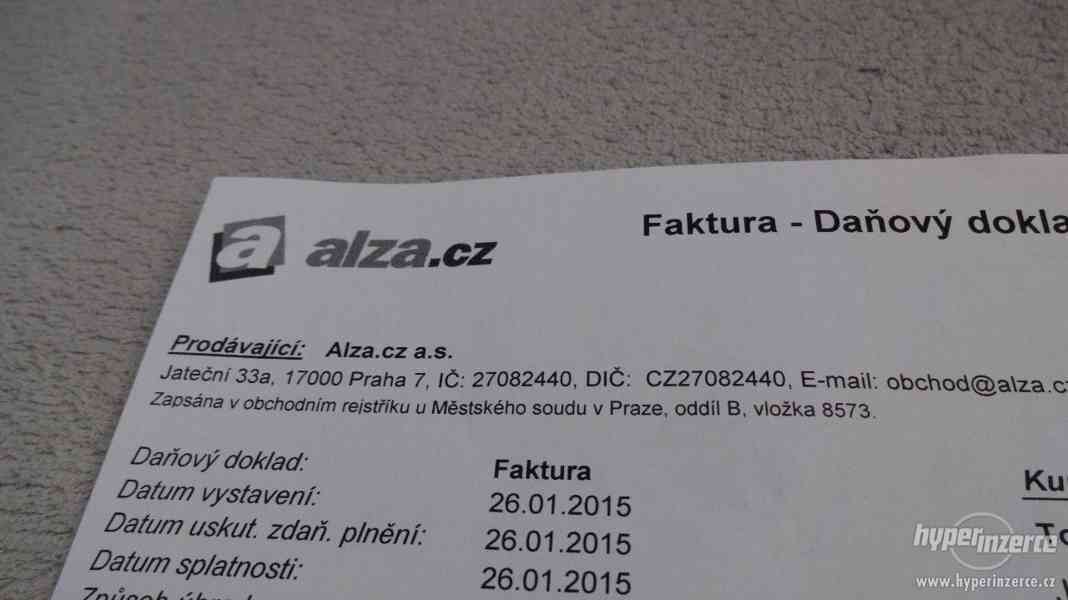 a alza.cz
Faktura - Daňový dokla
Prodávající: Alza.cz a.s.
Jateční 33a, 17000 Praha 7, IČ: 27082440, DIČ: CZ27082440, E-mail: obchod@alza.c
Zapsána v obchodním rejstříku u Městského soudu v Praze, oddíl B, vložka 8573.
Daňový doklad: Faktura
Datum vystavení: 26.01.2015
Datum uskut. zdaň. plnění: 26.01.2015
Datum splatnosti: 26.01.2015
Ku
To
hyperinzerce
www.hyperinzerce.cz